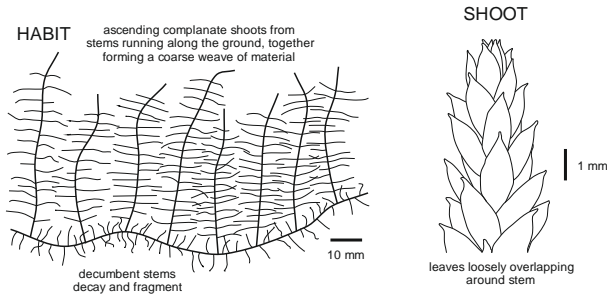 HABIT
ascending complanate shoots from
stems running along the ground, together
forming a coarse weave of material
10 mm
decumbent stems
decay and fragment
SHOOT
1 mm
leaves loosely overlapping
around stem